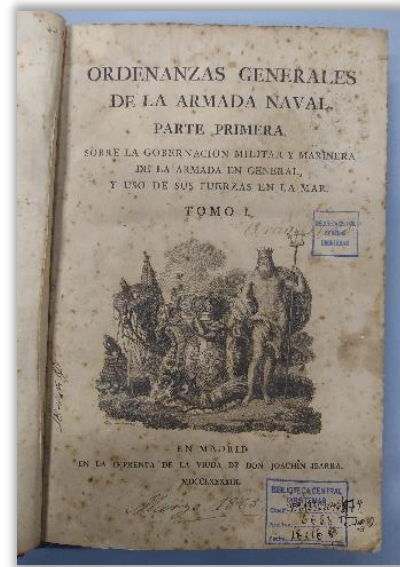 ORDENANZAS GENERALES
DE LA ARMADA NAVAL.
PARTE PRIMERA.
SOBRE LA GOBERNACION MILITAR Y MARINERA
DE LA ARMADA EN GENERAL,
Y USO DE SUS FUERZAS EN LA MAR.
TOMO I.
EN MADRID
EN LA IMPRENTA DE LA VIUDA DE DON JOACHÎN IBARRA.
BIBLIOTECA CENTRAL